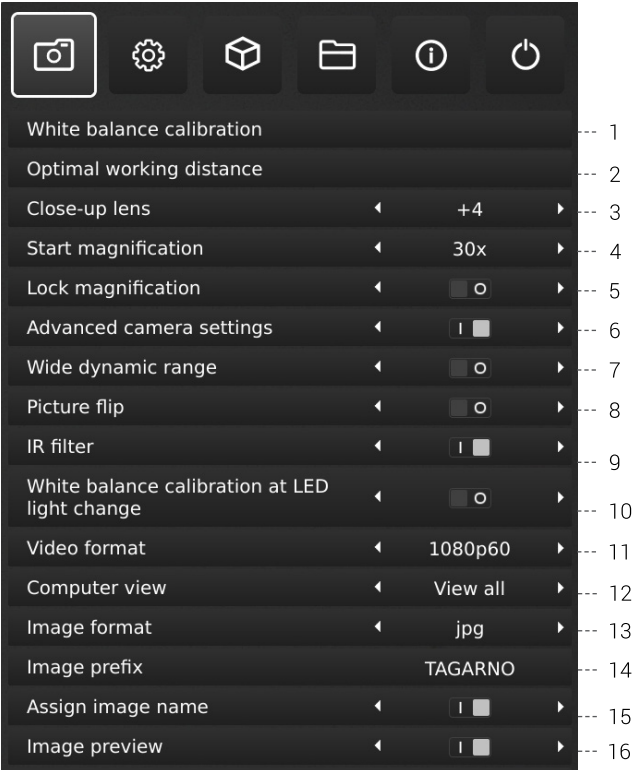 White balance calibration 1
Optimal working distance 2
Close-up lens +4 3
Start magnification 30x 4
Lock magnification 5
Advanced camera settings 6
Wide dynamic range 7
Picture flip 8
IR filter 9
White balance calibration at LED
light change 10
Video format 1080p60 11
Computer view View all 12
Image format jpg 13
Image prefix TAGARNO 14
Assign image name 15
Image preview 16